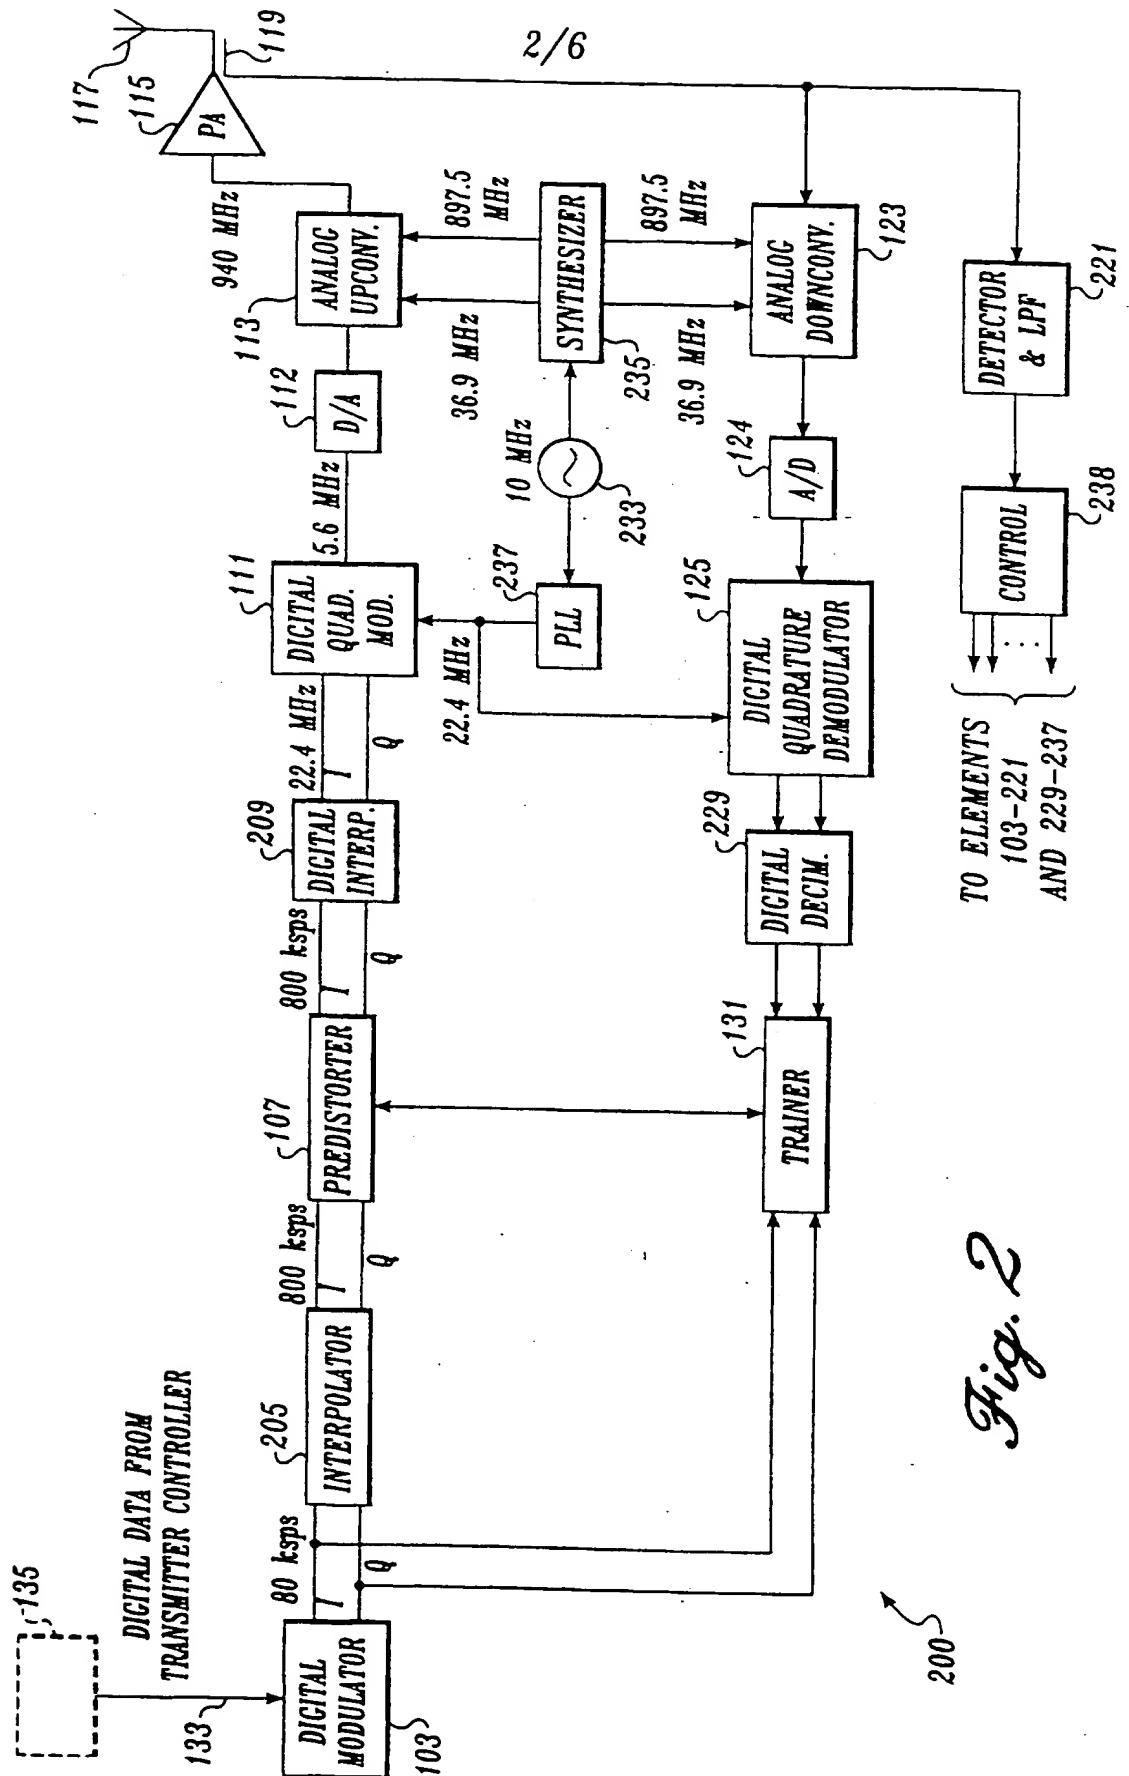 2/6
135
DIGITAL DATA FROM
TRANSMITTER CONTROLLER
133
DIGITAL
MODULATOR
103
80 ksps
I
Q
205
INTERPOLATOR
800 ksps
I
Q
107
PREDISTORTER
800 ksps
I
Q
209
DIGITAL
INTERP.
22.4 MHz
I
Q
111
DIGITAL
QUAD.
MOD.
5.6 MHz
112
D/A
113
ANALOG
UPCONV.
940 MHz
115
PA
117
119
22.4 MHz
237
PLL
10 MHz
233
36.9 MHz
897.5
MHz
SYNTHESIZER
235
36.9 MHz
897.5
MHz
131
TRAINER
229
DIGITAL
DECIM.
125
DIGITAL
QUADRATURE
DEMODULATOR
124
A/D
ANALOG
DOWNCONV.
123
TO ELEMENTS
103-221
AND 229-237
...
CONTROL
238
DETECTOR
& LPF
221
200
Fig. 2